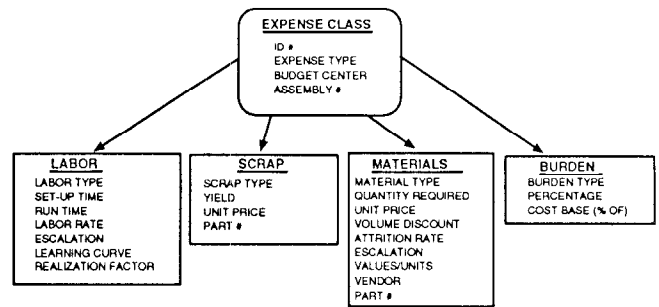 EXPENSE CLASS
ID #
EXPENSE TYPE
BUDGET CENTER
ASSEMBLY #
LABOR
LABOR TYPE
SET-UP TIME
RUN TIME
LABOR RATE
ESCALATION
LEARNING CURVE
REALIZATION FACTOR
SCRAP
SCRAP TYPE
YIELD
UNIT PRICE
PART #
MATERIALS
MATERIAL TYPE
QUANTITY REQUIRED
UNIT PRICE
VOLUME DISCOUNT
ATTRITION RATE
ESCALATION
VALUES/UNITS
VENDOR
PART #
BURDEN
BURDEN TYPE
PERCENTAGE
COST BASE (% OF)